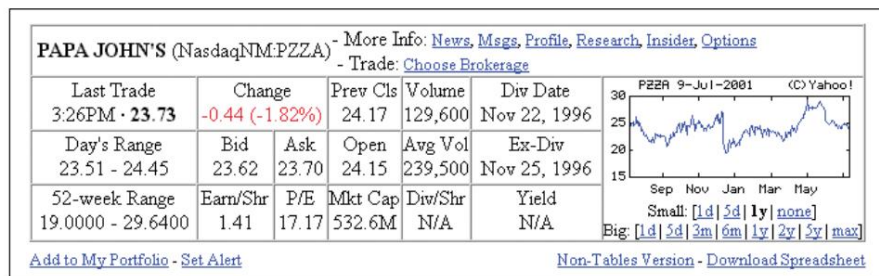 PAPA JOHN'S (NasdaqNM:PZZA) - More Info: News, Msgs, Profile, Research, Insider, Options
- Trade: Choose Brokerage
Last Trade Change Prev Cls Volume Div Date
3:26PM · 23.73 -0.44 (-1.82%) 24.17 129,600 Nov 22, 1996
Day's Range Bid Ask Open Avg Vol Ex-Div
23.51 - 24.45 23.62 23.70 24.15 239,500 Nov 25, 1996
52-week Range Earn/Shr P/E Mkt Cap Div/Shr Yield
19.0000 - 29.6400 1.41 17.17 532.6M N/A N/A
PZZA 9-Jul-2001 (C)Yahoo!
30
25
20
15
Sep Nov Jan Mar May
Small: [1d | 5d | 1y | none]
Big: [1d | 5d | 3m | 6m | 1y | 2y | 5y | max]
Add to My Portfolio - Set Alert Non-Tables Version - Download Spreadsheet